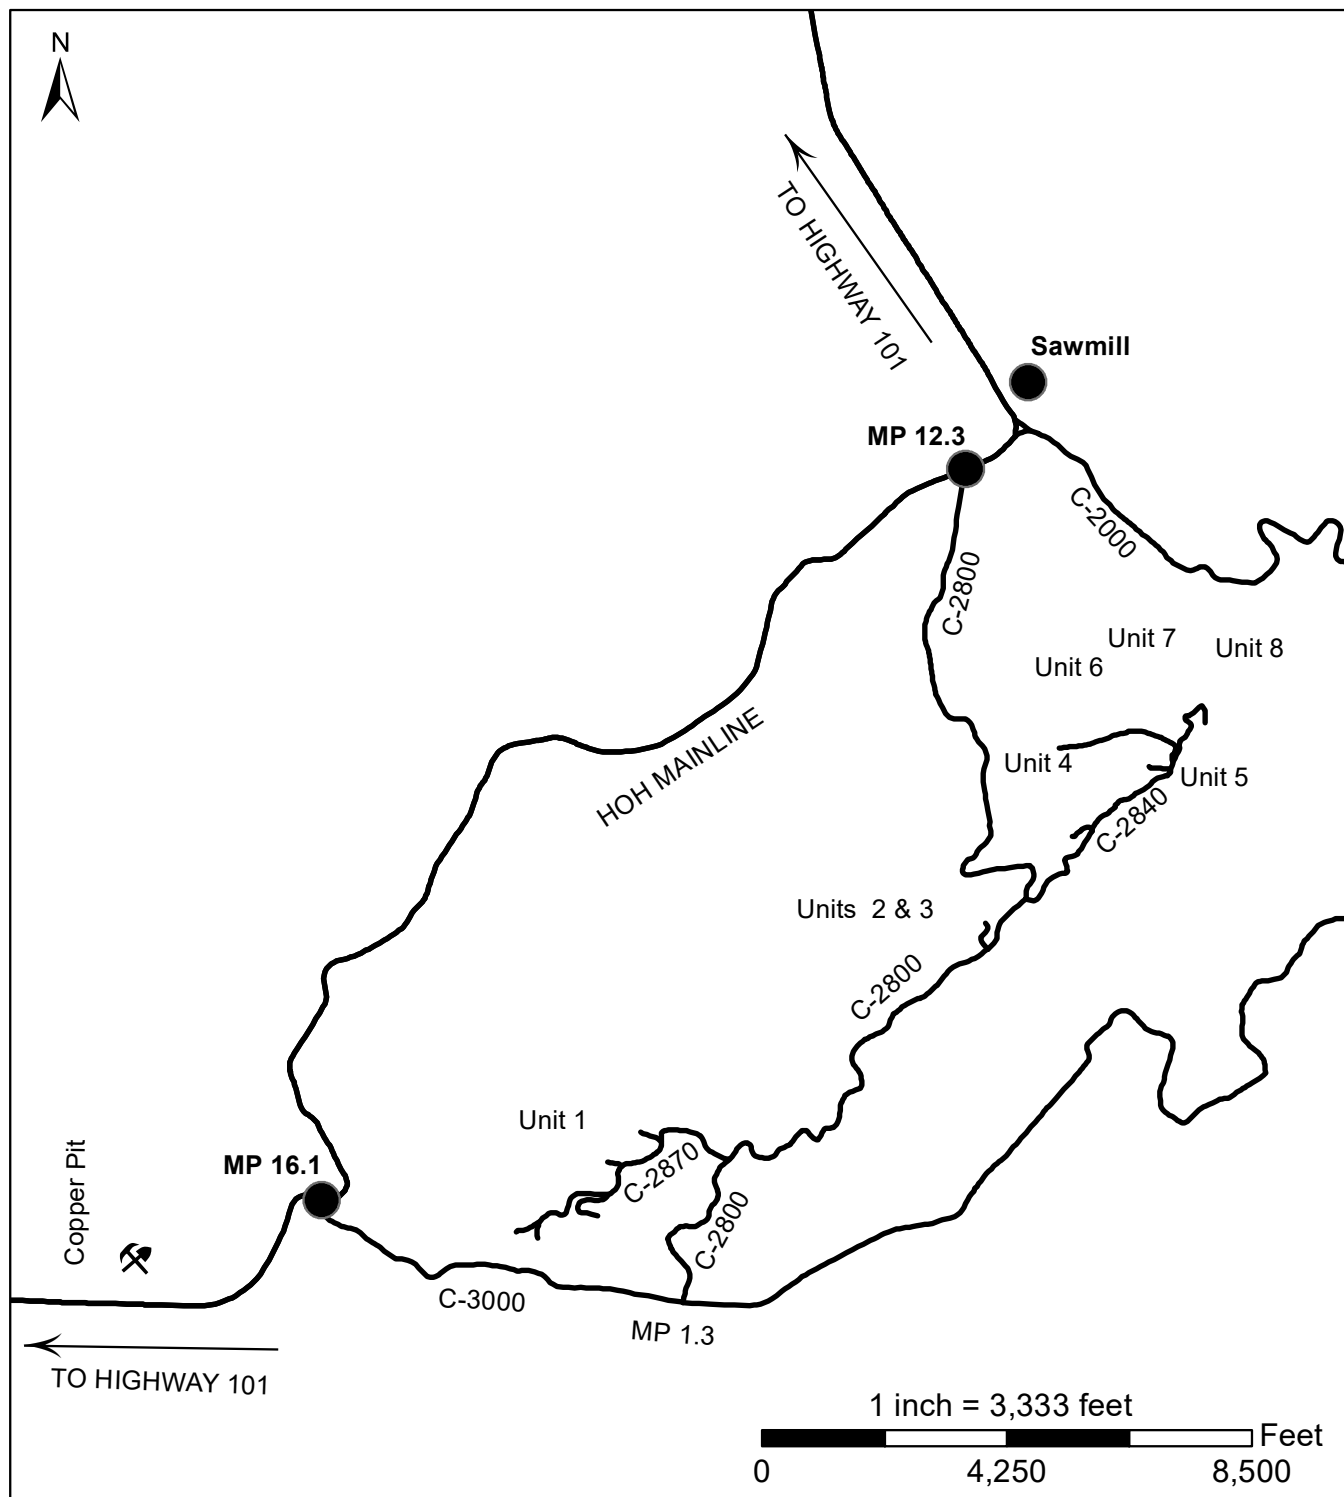 N
TO HIGHWAY 101
Sawmill
MP 12.3
C-2000
C-2800
Unit 7
Unit 8
Unit 6
HOH MAINLINE
Unit 4
Unit 5
C-2840
Units 2 & 3
C-2800
Unit 1
Copper Pit
MP 16.1
C-2870
C-2800
C-3000
MP 1.3
TO HIGHWAY 101
1 inch = 3,333 feet
Feet
0 4,250 8,500